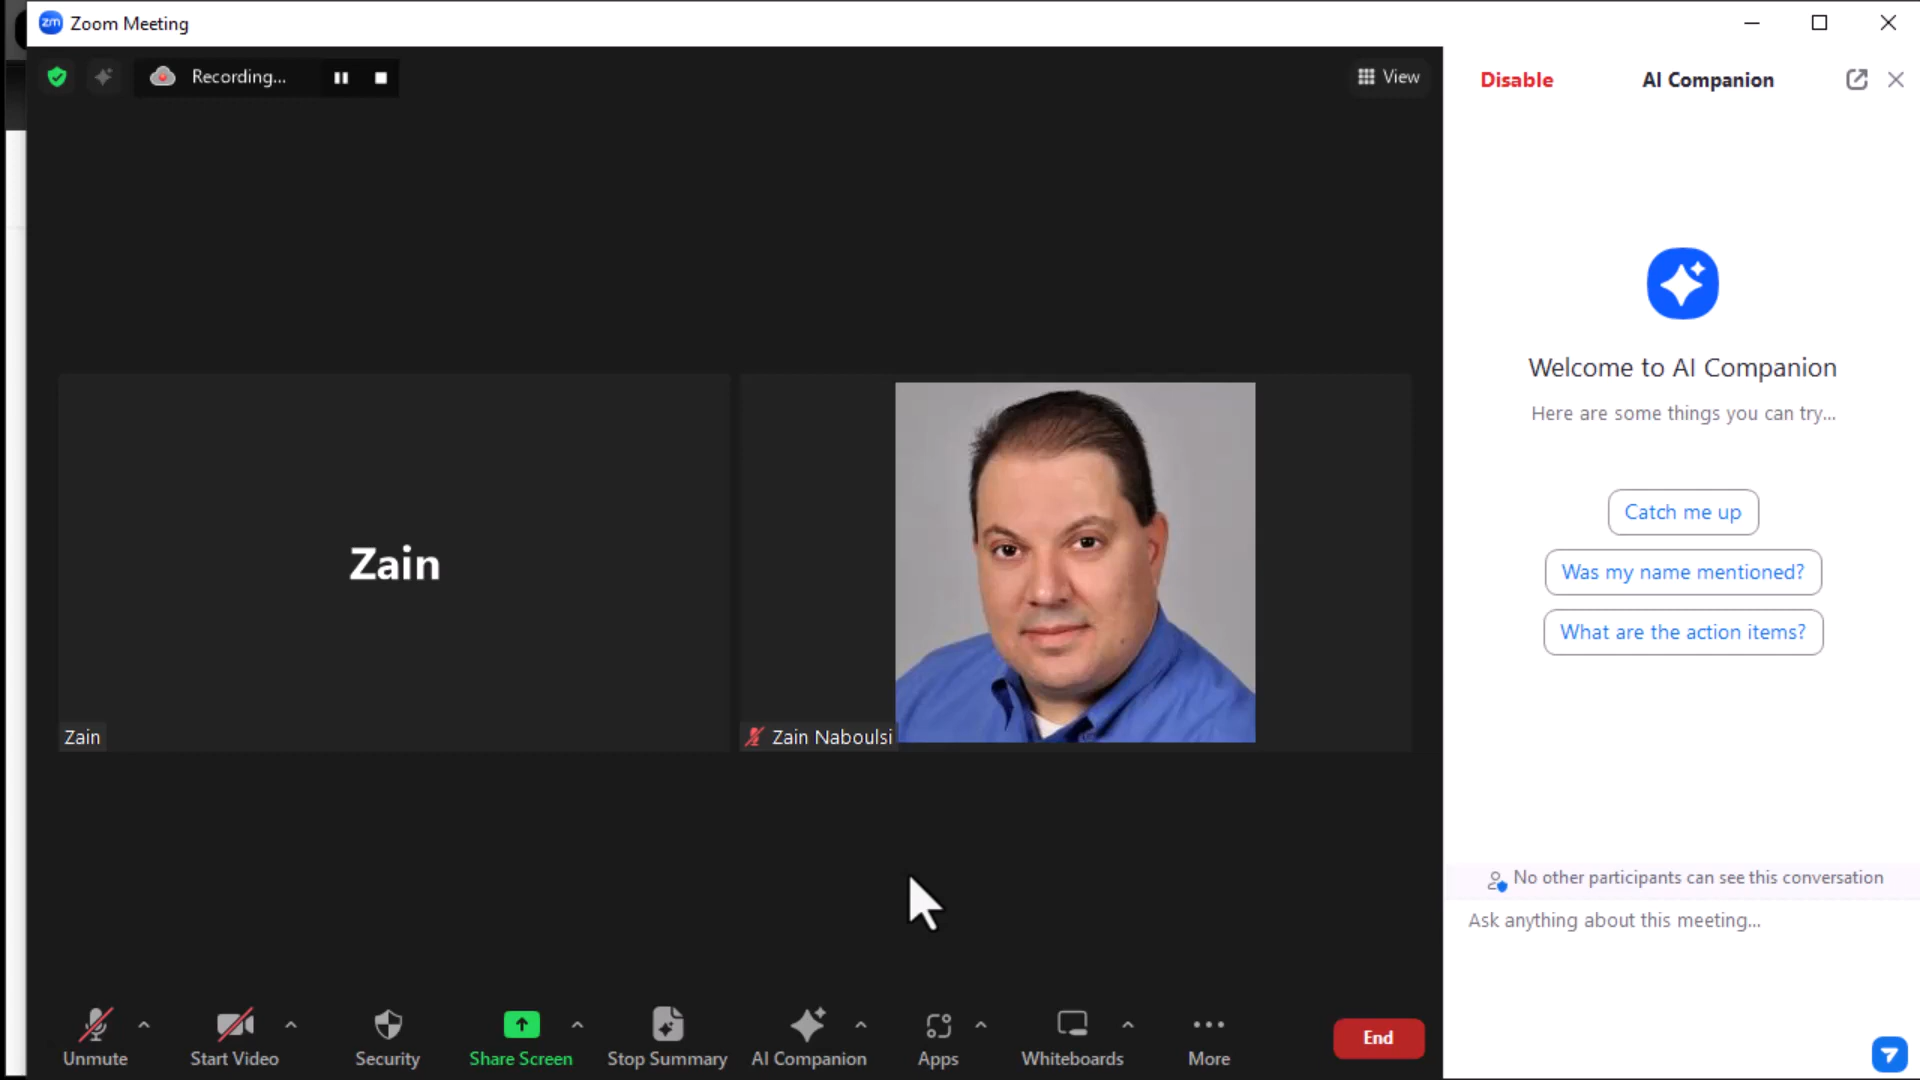 zm Zoom Meeting
Recording...
View
Disable
AI Companion
Welcome to AI Companion
Here are some things you can try...
Catch me up
Was my name mentioned?
What are the action items?
Zain
Zain
Zain Naboulsi
No other participants can see this conversation
Ask anything about this meeting...
Unmute
Start Video
Security
Share Screen
Stop Summary
AI Companion
Apps
Whiteboards
More
End